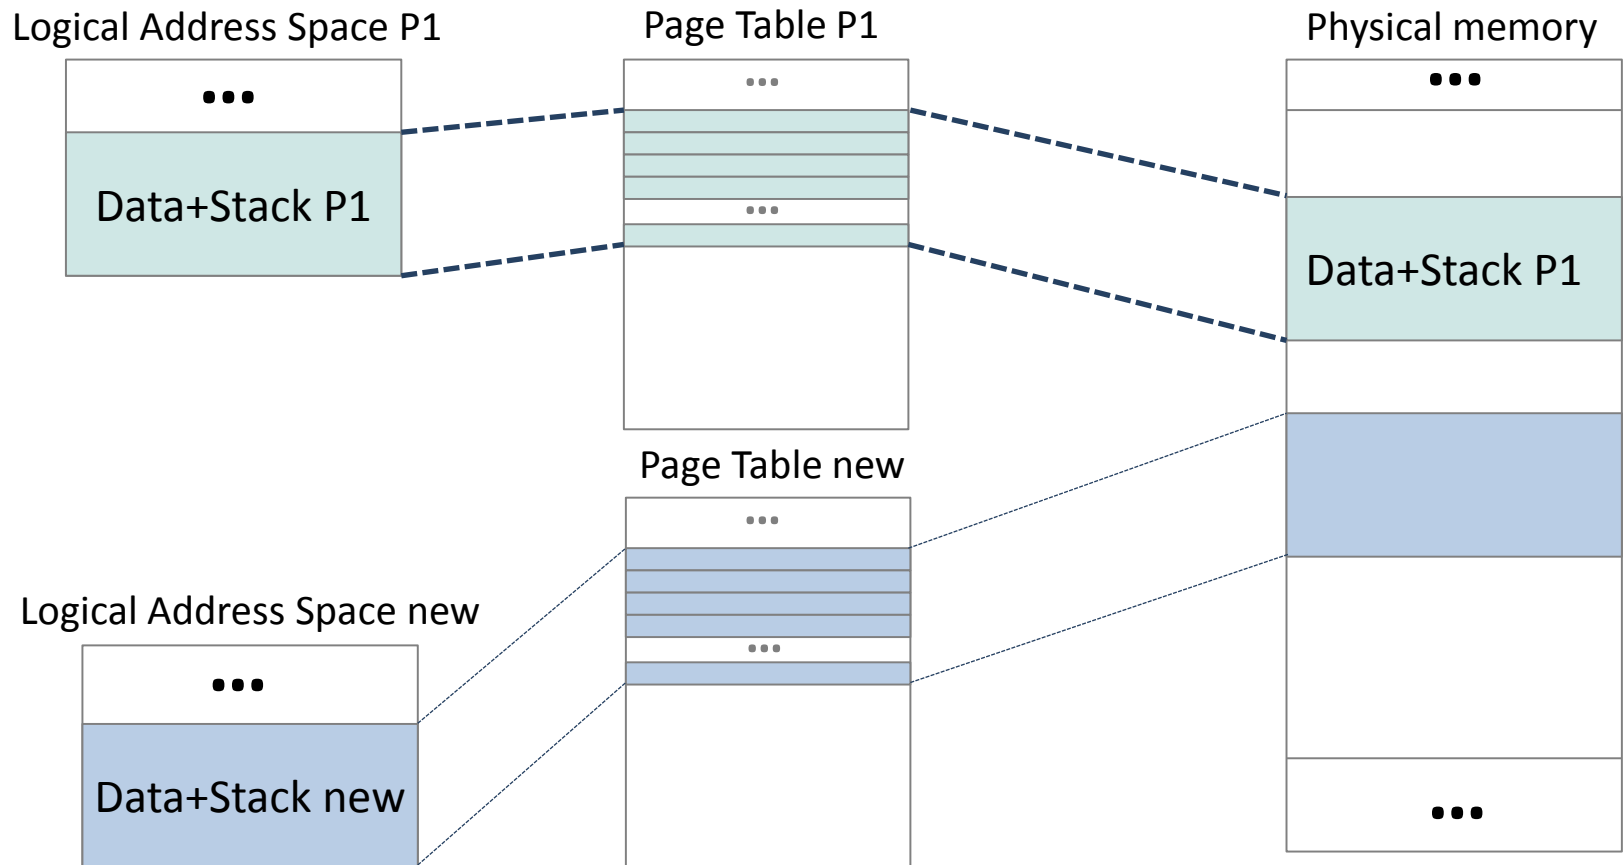 Logical Address Space P1
Page Table P1
Physical memory
...
...
...
Data+Stack P1
...
Data+Stack P1
Page Table new
...
Logical Address Space new
...
...
Data+Stack new
...